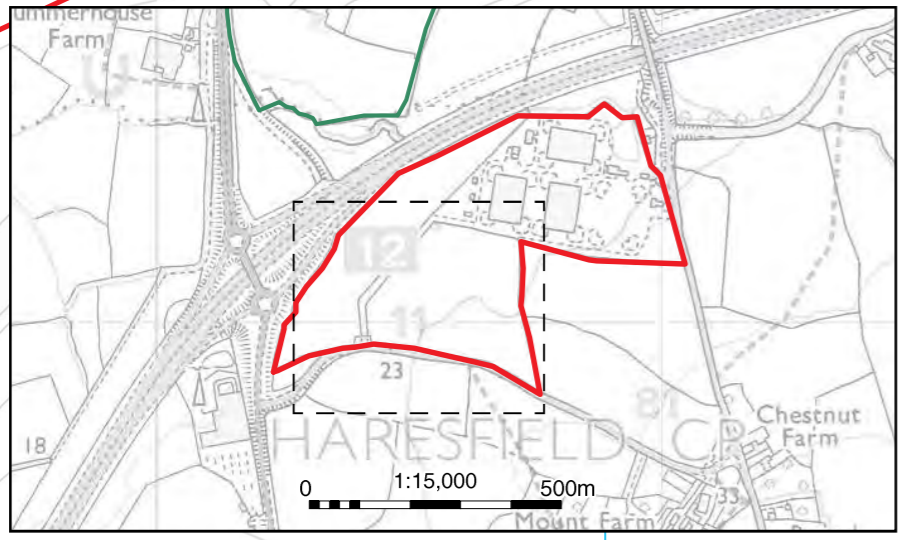 ummerhouse
Farm
12
11
23
18
HARESFIELD CP
81
Chestnut
Farm
33
1:15,000
0 500m
Mount Farm